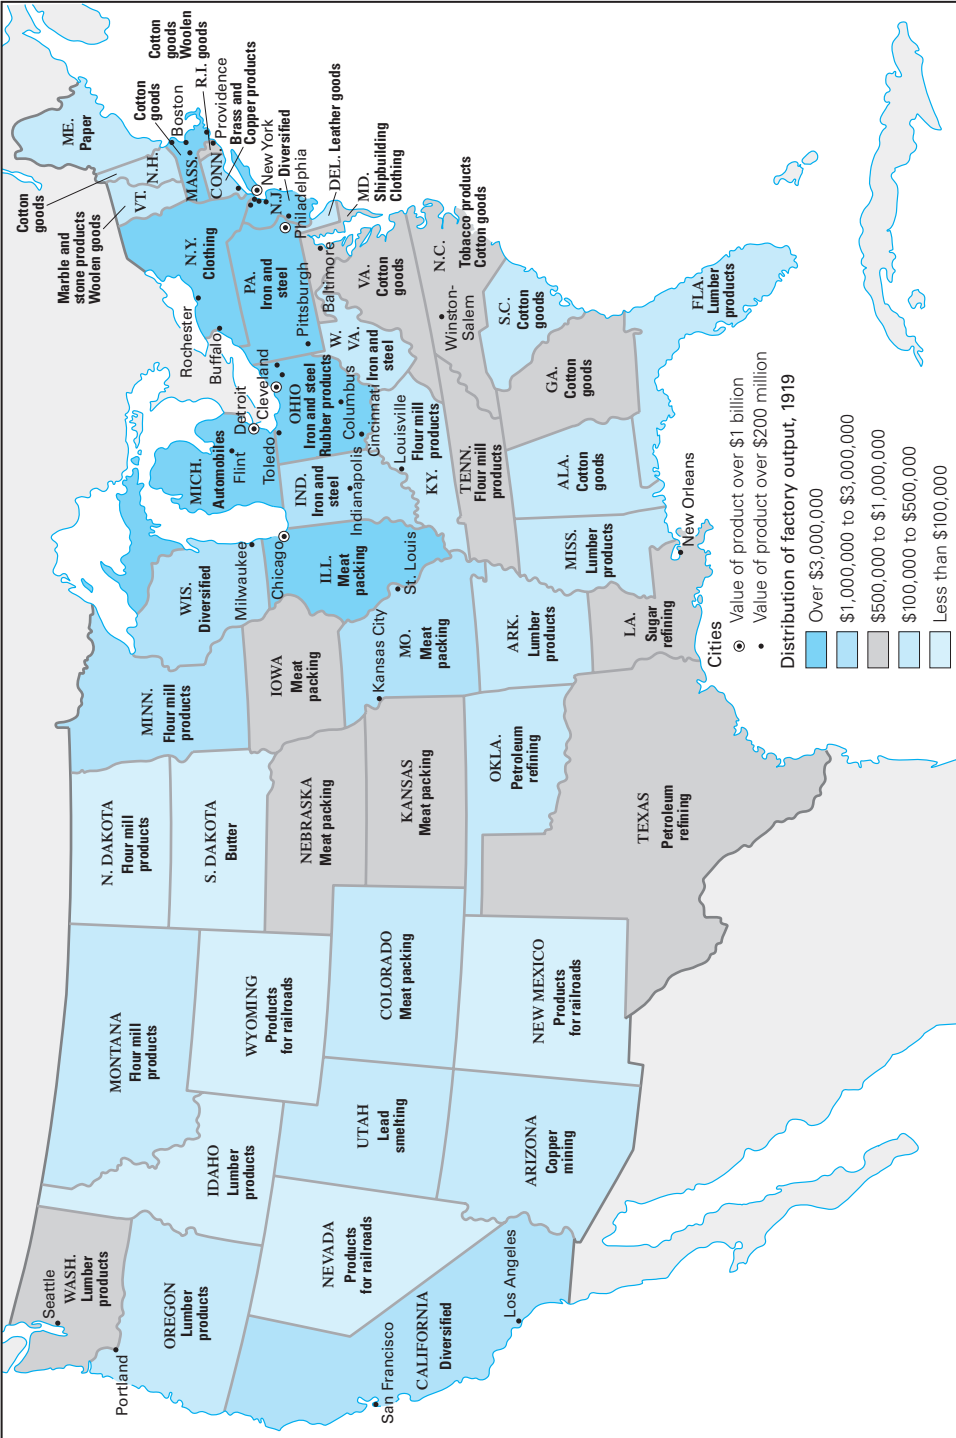 Seattle
WASH.
Lumber
products
Portland
OREGON
Lumber
products
San Francisco
CALIFORNIA
Diversified
Los Angeles
NEVADA
Products
for railroads
IDAHO
Lumber
products
MONTANA
Flour mill
products
WYOMING
Products
for railroads
UTAH
Lead
smelting
ARIZONA
Copper
mining
COLORADO
Meat packing
NEW MEXICO
Products
for railroads
N. DAKOTA
Flour mill
products
S. DAKOTA
Butter
NEBRASKA
Meat packing
KANSAS
Meat packing
OKLA.
Petroleum
refining
TEXAS
Petroleum
refining
MINN.
Flour mill
products
IOWA
Meat
packing
Kansas City
MO.
Meat
packing
St. Louis
ARK.
Lumber
products
LA.
Sugar
refining
New Orleans
WIS.
Diversified
Milwaukee
Chicago
ILL.
Meat
packing
MICH.
Automobiles
Flint
Detroit
Toledo
Cleveland
IND.
Iron and
steel
Indianapolis
OHIO
Iron and steel
Rubber products
Columbus
Cincinnati
Louisville
Flour mill
products
KY.
TENN.
Flour mill
products
MISS.
Lumber
products
ALA.
Cotton
goods
GA.
Cotton
goods
FLA.
Lumber
products
S.C.
Cotton
goods
N.C.
Tobacco products
Cotton goods
Winston-
Salem
VA.
Cotton
goods
W.
VA.
Iron and
steel
Rochester
Buffalo
N.Y.
Clothing
PA.
Iron and
steel
Pittsburgh
Baltimore
Philadelphia
MD.
Shipbuilding
Clothing
DEL. Leather goods
N.J.
Diversified
New York
CONN.
Brass and
Copper products
Providence
R.I.
Cotton
goods
Woolen
goods
MASS.
Boston
Cotton
goods
N.H.
Cotton
goods
VT.
Marble and
stone products
Woolen goods
ME.
Paper
Cities
Value of product over $1 billion
Value of product over $200 million
Distribution of factory output, 1919
Over $3,000,000
$1,000,000 to $3,000,000
$500,000 to $1,000,000
$100,000 to $500,000
Less than $100,000